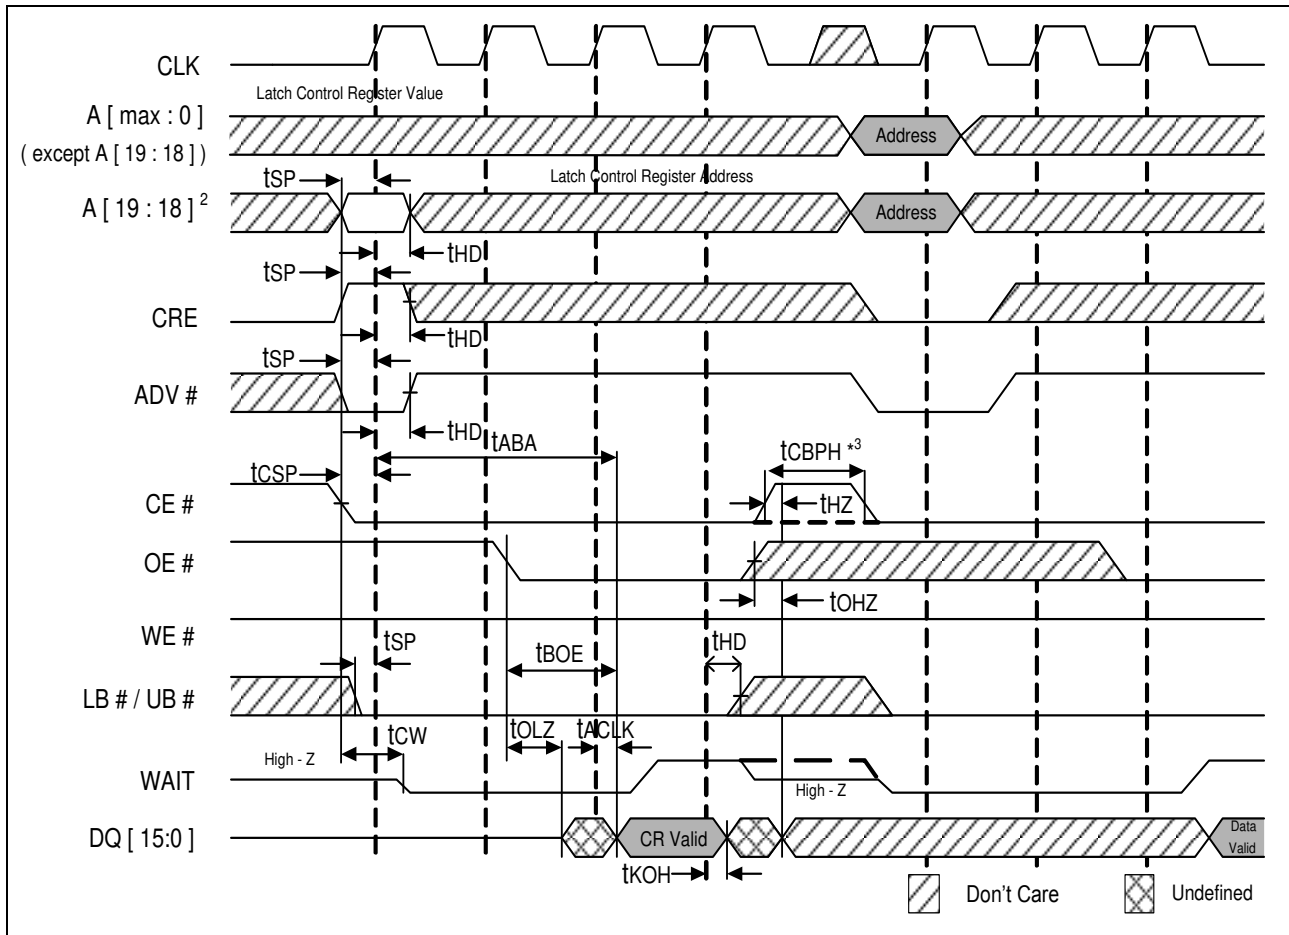 CLK
Latch Control Register Value
A [ max : 0 ]
( except A [ 19 : 18 ] )
Address
tSP
Latch Control Register Address
A [ 19 : 18 ] 2
Address
tHD
tSP
CRE
tHD
tSP
ADV #
tHD
tABA
tCBPH *3
tCSP
CE #
tHZ
OE #
tOHZ
WE #
tSP
tBOE
tHD
LB # / UB #
tCW
tOLZ
tACLK
High - Z
WAIT
High - Z
DQ [ 15:0 ]
CR Valid
Data
Valid
tKOH
Don't Care
Undefined